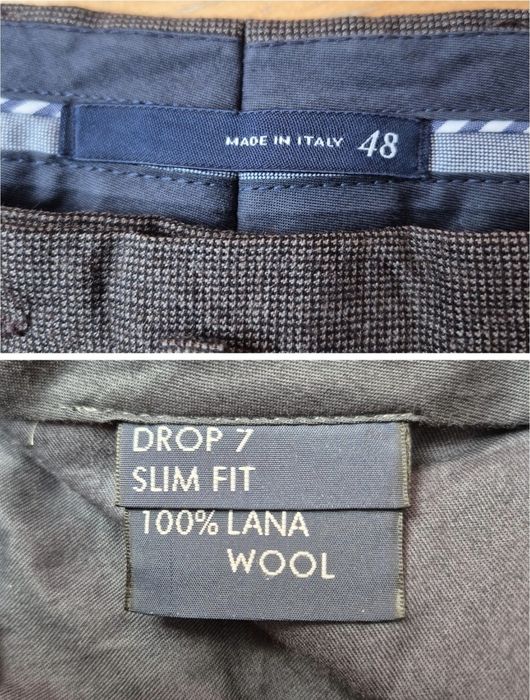 MADE IN ITALY 48
DROP 7
SLIM FIT
100% LANA
WOOL